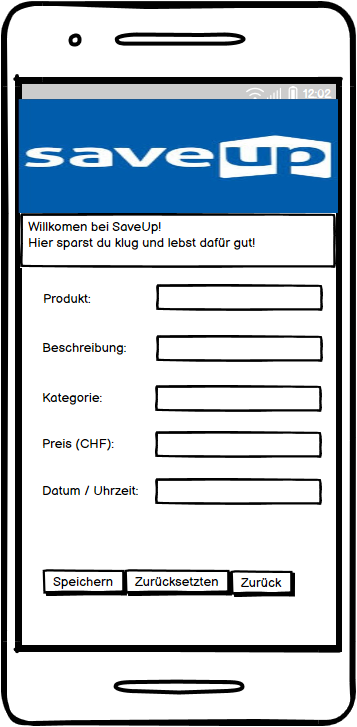 12:02
saveup
Willkomen bei SaveUp!
Hier sparst du klug und lebst dafür gut!
Produkt:
Beschreibung:
Kategorie:
Preis (CHF):
Datum / Uhrzeit:
Speichern Zurücksetzten Zurück